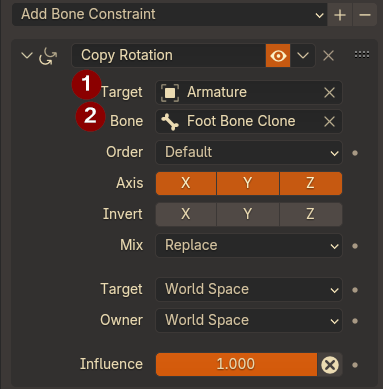 Add Bone Constraint
Copy Rotation
1 Target Armature
2 Bone Foot Bone Clone
Order Default
Axis X Y Z
Invert X Y Z
Mix Replace
Target World Space
Owner World Space
Influence 1.000